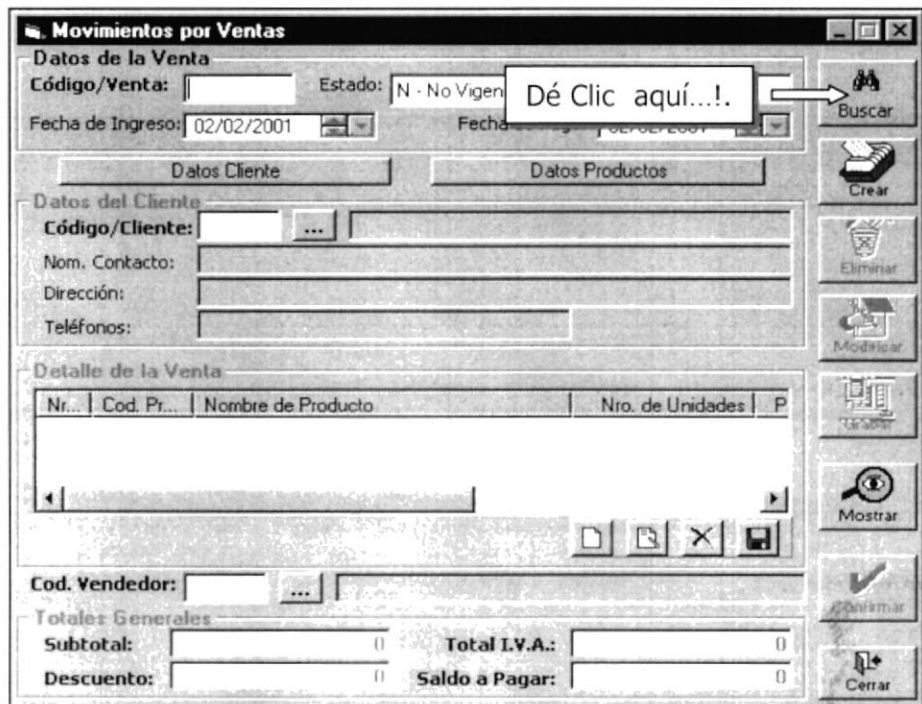 Movimientos por Ventas
Datos de la Venta
Código/Venta: Estado: N - No Vigen
Dé Clic aquí...!.
Buscar
Fecha de Ingreso: 02/02/2001
Datos Cliente Datos Productos
Crear
Datos del Cliente
Código/Cliente: ...
Nom. Contacto:
Eliminar
Dirección:
Teléfonos:
Modificar
Detalle de la Venta
Nr... Cod. Pr... Nombre de Producto Nro. de Unidades P
Grabar
Mostrar
Cod. Vendedor: ...
Confirmar
Totales Generales
Subtotal: 0 Total I.V.A.: 0
Descuento: 0 Saldo a Pagar: 0
Cerrar